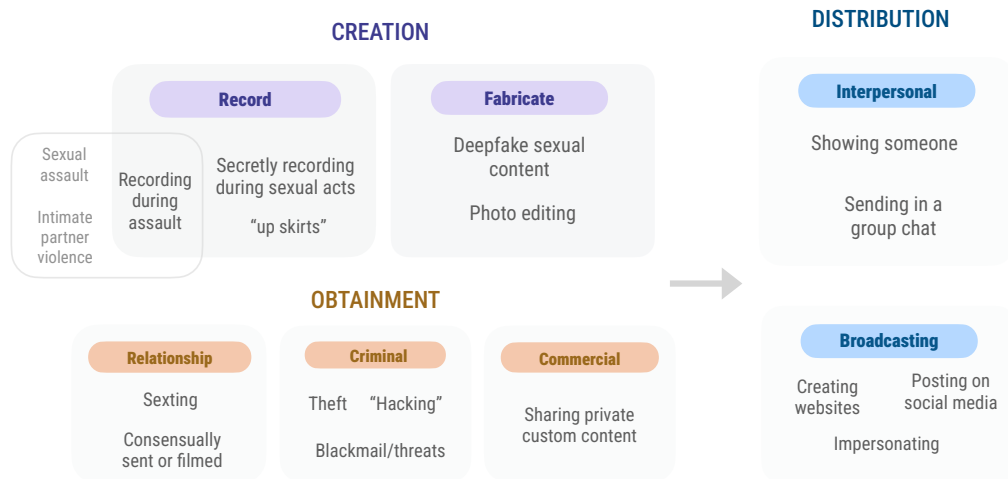 CREATION
Record
Sexual
assault
Intimate
partner
violence
Recording
during
assault
Secretly recording
during sexual acts
“up skirts”
Fabricate
Deepfake sexual
content
Photo editing
OBTAINMENT
Relationship
Sexting
Consensually
sent or filmed
Criminal
Theft “Hacking”
Blackmail/threats
Commercial
Sharing private
custom content
DISTRIBUTION
Interpersonal
Showing someone
Sending in a
group chat
Broadcasting
Creating
websites
Posting on
social media
Impersonating